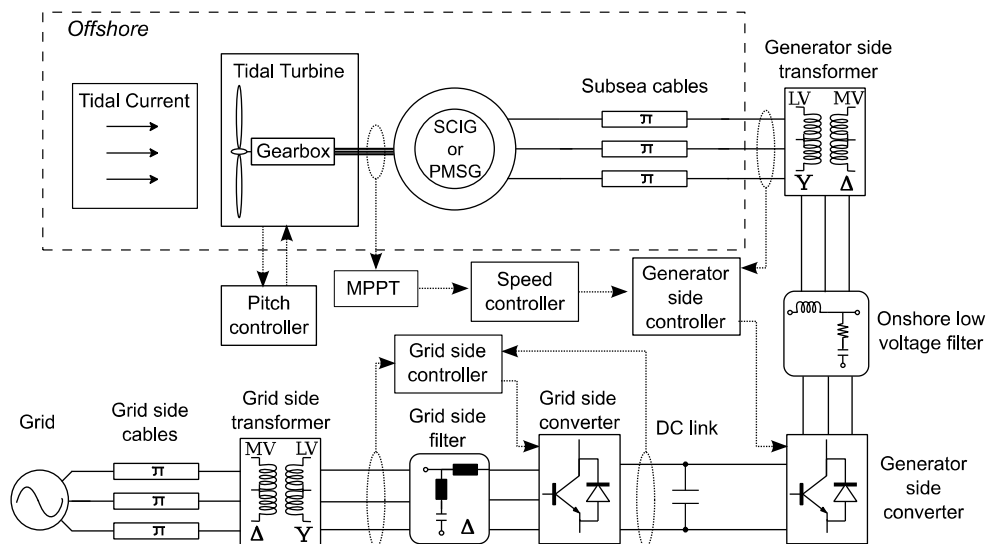 Offshore
Tidal Current
Tidal Turbine
Gearbox
SCIG
or
PMSG
Subsea cables
π
π
π
Generator side
transformer
LV MV
Y Δ
Pitch
controller
MPPT
Speed
controller
Generator
side
controller
Onshore low
voltage filter
Grid side
controller
Grid
Grid side
cables
π
π
π
Grid side
transformer
MV LV
Δ Y
Grid side
filter
Δ
Grid side
converter
DC link
Generator
side
converter